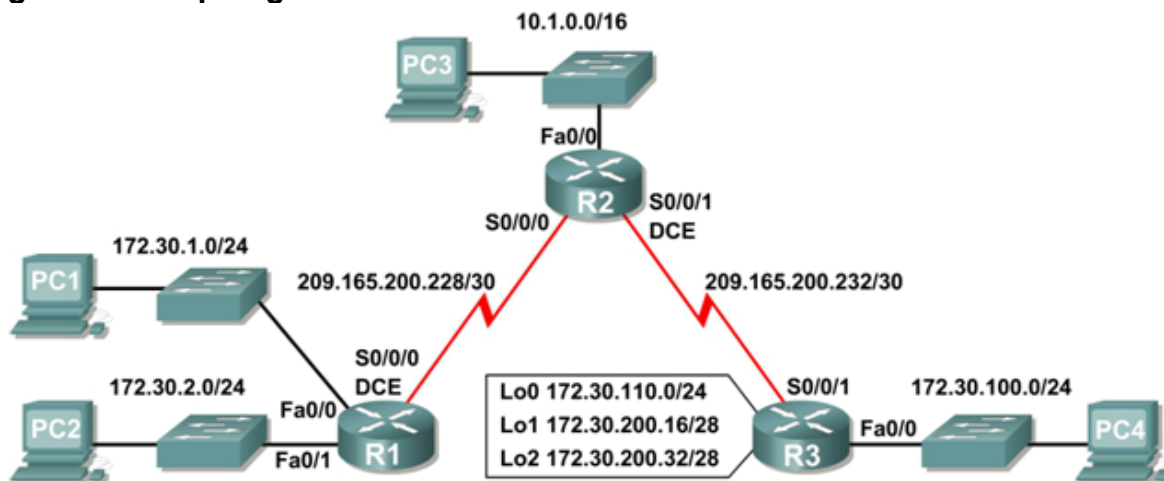 10.1.0.0/16
PC3
Fa0/0
R2
S0/0/1
DCE
S0/0/0
172.30.1.0/24
PC1
209.165.200.228/30
209.165.200.232/30
S0/0/0
DCE
172.30.2.0/24
Fa0/0
PC2
Fa0/1
R1
Lo0 172.30.110.0/24
Lo1 172.30.200.16/28
Lo2 172.30.200.32/28
S0/0/1
172.30.100.0/24
R3
Fa0/0
PC4